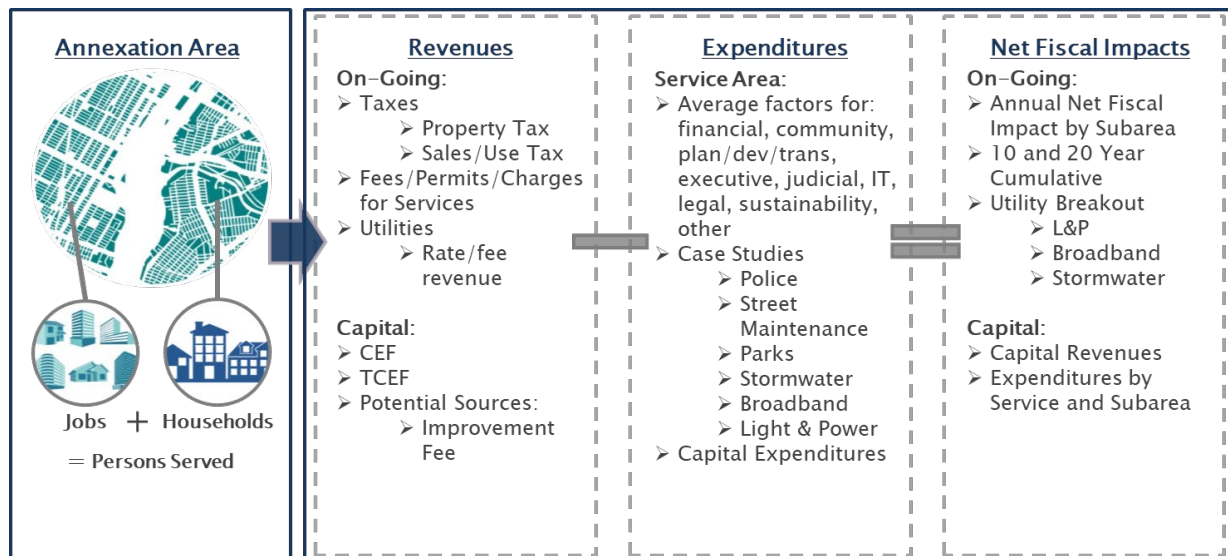 Annexation Area
Jobs + Households
= Persons Served
Revenues
On-Going:
➢ Taxes
➢ Property Tax
➢ Sales/Use Tax
➢ Fees/Permits/Charges
for Services
➢ Utilities
➢ Rate/fee
revenue
Capital:
➢ CEF
➢ TCEF
➢ Potential Sources:
➢ Improvement
Fee
Expenditures
Service Area:
➢ Average factors for:
financial, community,
plan/dev/trans,
executive, judicial, IT,
legal, sustainability,
other
➢ Case Studies
➢ Police
➢ Street
Maintenance
➢ Parks
➢ Stormwater
➢ Broadband
➢ Light & Power
➢ Capital Expenditures
Net Fiscal Impacts
On-Going:
➢ Annual Net Fiscal
Impact by Subarea
➢ 10 and 20 Year
Cumulative
➢ Utility Breakout
➢ L&P
➢ Broadband
➢ Stormwater
Capital:
➢ Capital Revenues
➢ Expenditures by
Service and Subarea